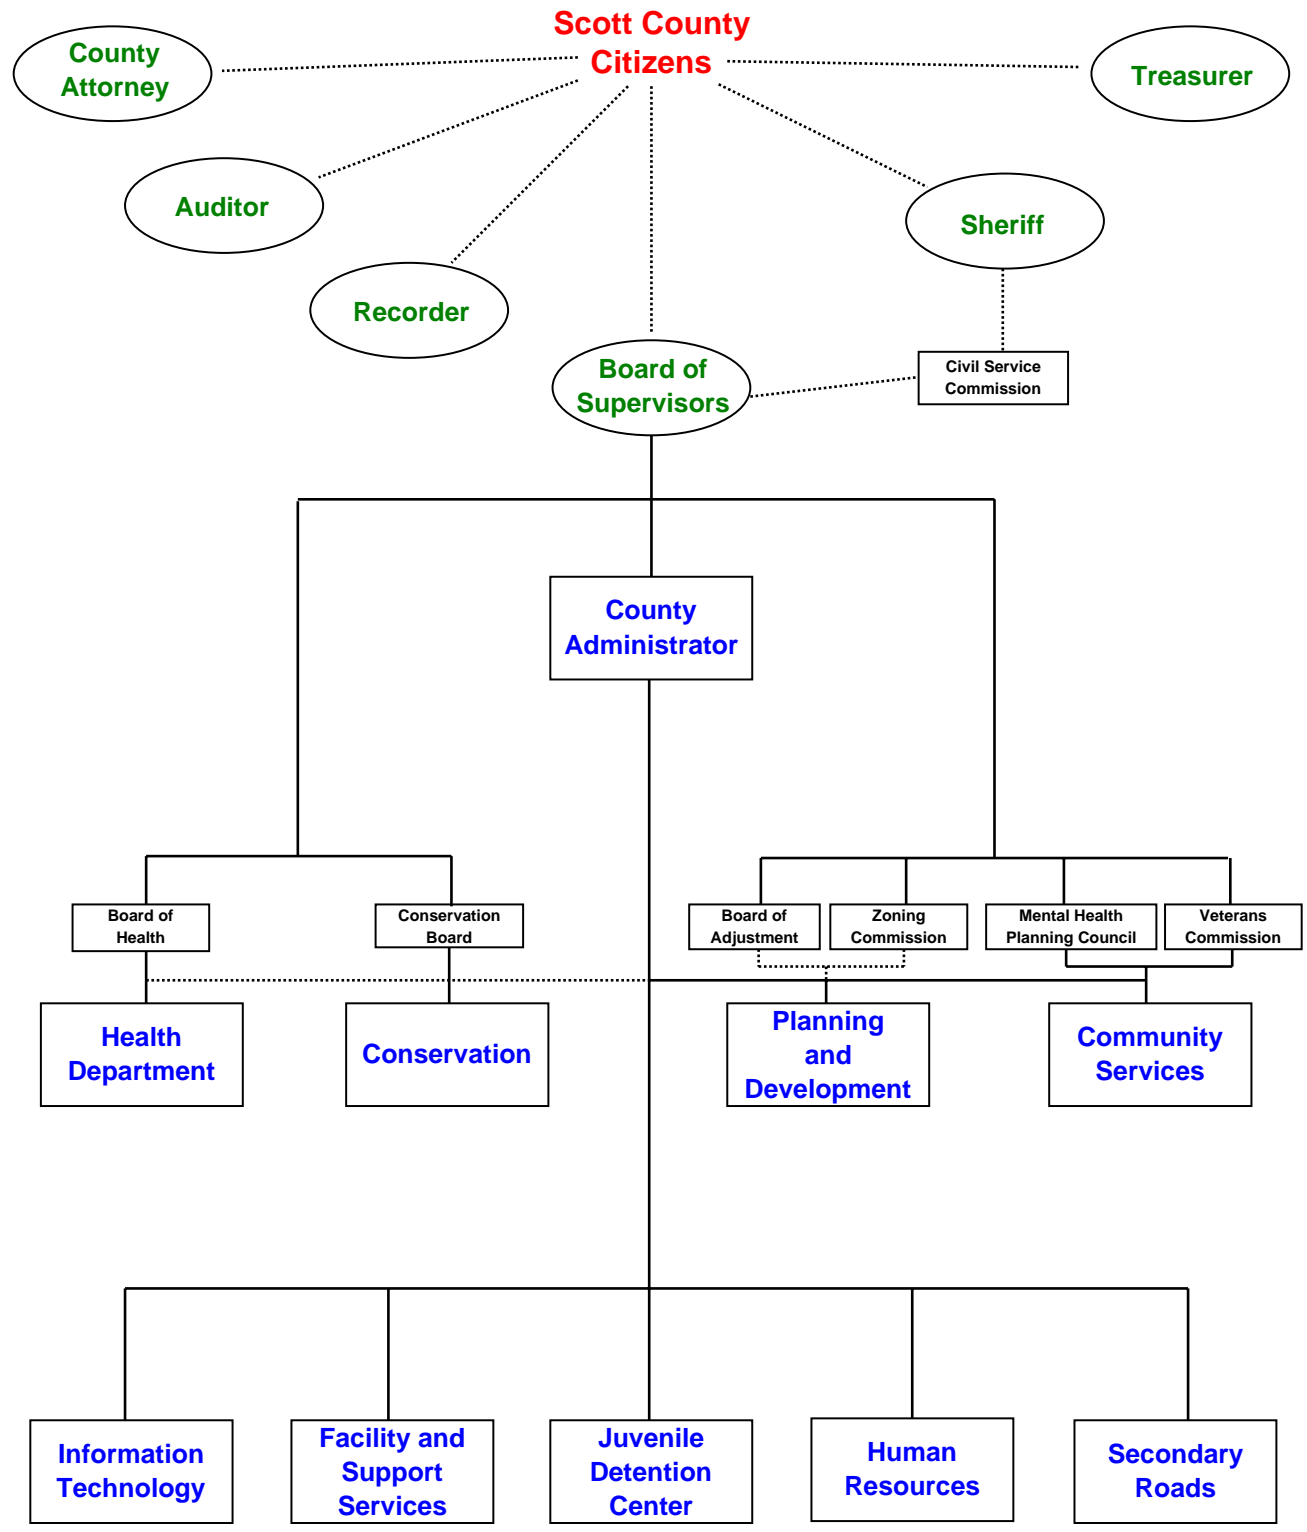 Scott County
Citizens
County
Attorney
Treasurer
Auditor
Sheriff
Recorder
Board of
Supervisors
Civil Service
Commission
County
Administrator
Board of
Health
Conservation
Board
Board of
Adjustment
Zoning
Commission
Mental Health
Planning Council
Veterans
Commission
Health
Department
Conservation
Planning
and
Development
Community
Services
Information
Technology
Facility and
Support
Services
Juvenile
Detention
Center
Human
Resources
Secondary
Roads